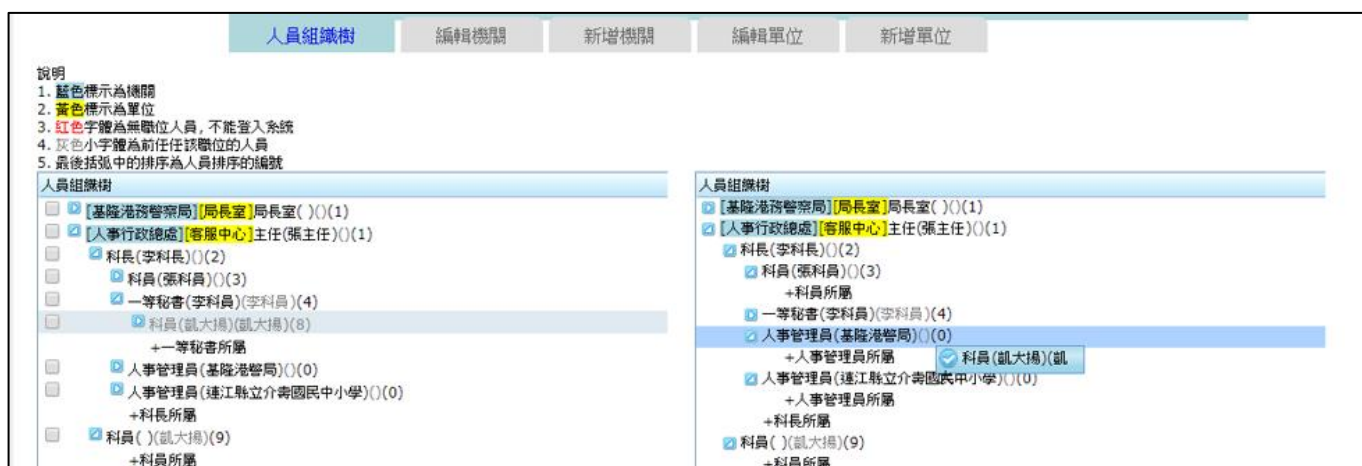 人員組織樹 編輯機關 新增機關 編輯單位 新增單位
說明
1. 藍色標示為機關
2. 黃色標示為單位
3. 紅色字體為無職位人員, 不能登入系統
4. 灰色小字體為前任任該職位的人員
5. 最後括弧中的排序為人員排序的編號
人員組織樹
[基隆港務警察局][局長室]局長室( )()(1)
[人事行政總處][客服中心]主任(張主任)()(1)
科長(李科長)()(2)
科員(張科員)()(3)
一等秘書(李科員)(李科員)(4)
科員(凱大揚)(凱大揚)(8)
+一等秘書所屬
人事管理員(基隆港警局)()(0)
人事管理員(連江縣立介壽國民中小學)()(0)
+科長所屬
科員( )(凱大揚)(9)
+科員所屬
人員組織樹
[基隆港務警察局][局長室]局長室( )()(1)
[人事行政總處][客服中心]主任(張主任)()(1)
科長(李科長)()(2)
科員(張科員)()(3)
+科員所屬
一等秘書(李科員)(李科員)(4)
人事管理員(基隆港警局)()(0)
+人事管理員所屬
科員(凱大揚)(凱
人事管理員(連江縣立介壽國民中小學)()(0)
+人事管理員所屬
+科長所屬
科員( )(凱大揚)(9)
+科員所屬